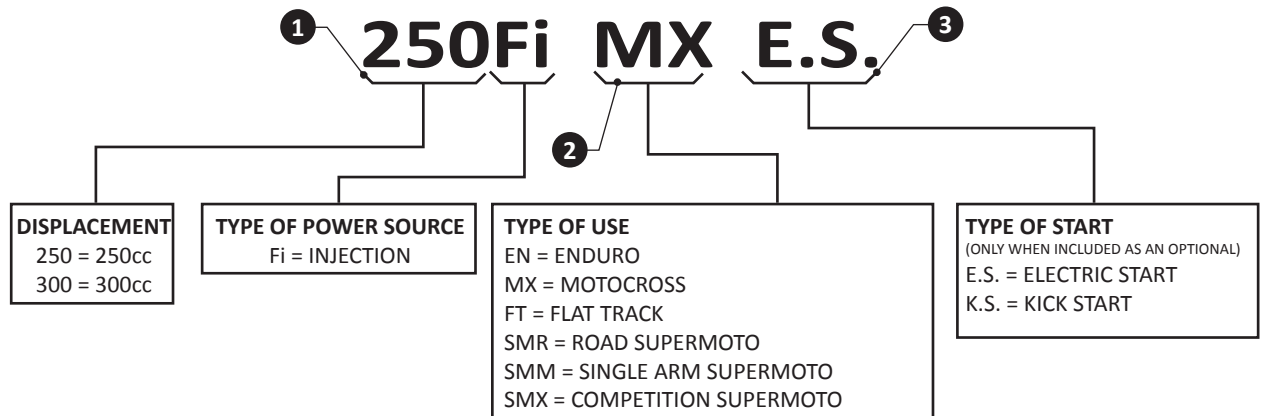 1 250Fi MX E.S. 3
2
DISPLACEMENT
250 = 250cc
300 = 300cc
TYPE OF POWER SOURCE
Fi = INJECTION
TYPE OF USE
EN = ENDURO
MX = MOTOCROSS
FT = FLAT TRACK
SMR = ROAD SUPERMOTO
SMM = SINGLE ARM SUPERMOTO
SMX = COMPETITION SUPERMOTO
TYPE OF START
(ONLY WHEN INCLUDED AS AN OPTIONAL)
E.S. = ELECTRIC START
K.S. = KICK START